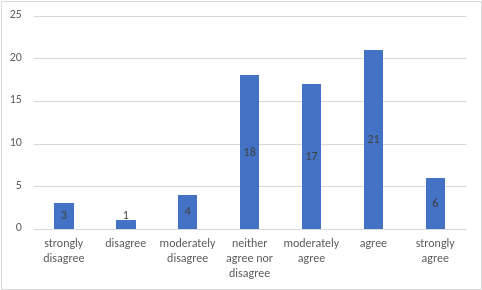 25
20
15
10
5
0
3
1
4
18
17
21
6
strongly disagree
disagree
moderately disagree
neither agree nor disagree
moderately agree
agree
strongly agree